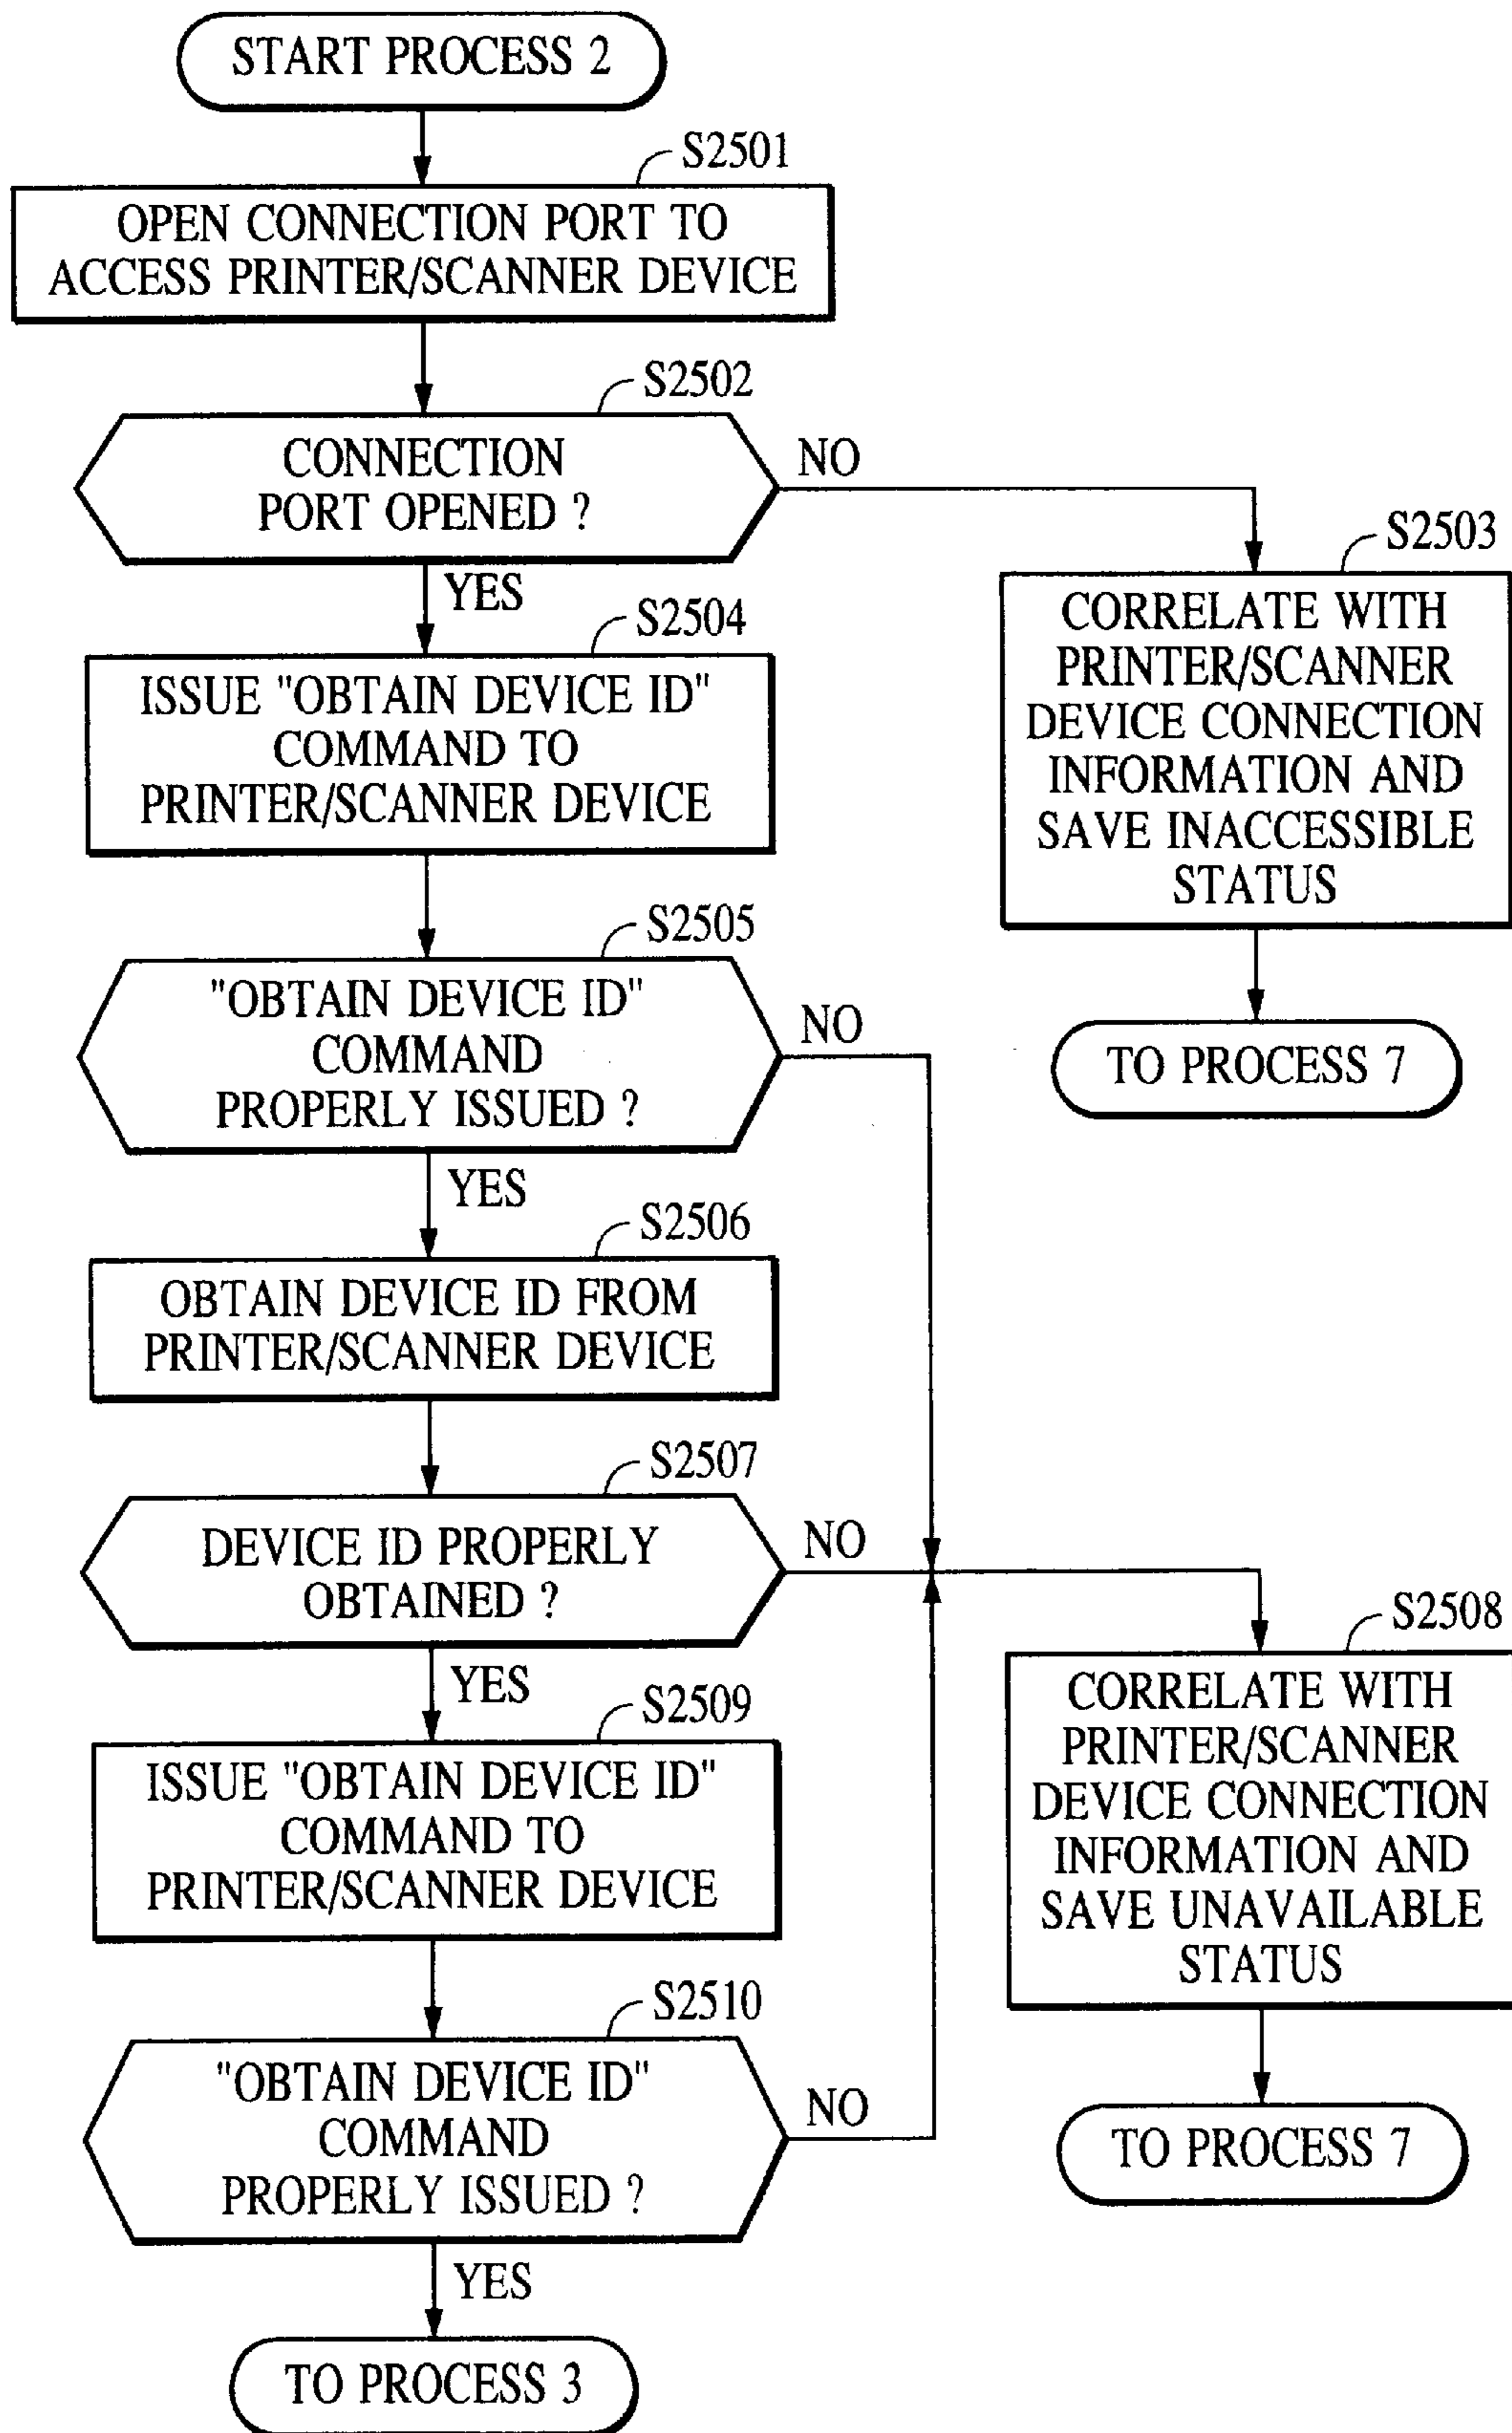 START PROCESS 2
S2501
OPEN CONNECTION PORT TO
ACCESS PRINTER/SCANNER DEVICE
S2502
CONNECTION
PORT OPENED ?
NO
YES
S2503
CORRELATE WITH
PRINTER/SCANNER
DEVICE CONNECTION
INFORMATION AND
SAVE INACCESSIBLE
STATUS
TO PROCESS 7
S2504
ISSUE "OBTAIN DEVICE ID"
COMMAND TO
PRINTER/SCANNER DEVICE
S2505
"OBTAIN DEVICE ID"
COMMAND
PROPERLY ISSUED ?
NO
YES
S2506
OBTAIN DEVICE ID FROM
PRINTER/SCANNER DEVICE
S2507
DEVICE ID PROPERLY
OBTAINED ?
NO
YES
S2508
CORRELATE WITH
PRINTER/SCANNER
DEVICE CONNECTION
INFORMATION AND
SAVE UNAVAILABLE
STATUS
TO PROCESS 7
S2509
ISSUE "OBTAIN DEVICE ID"
COMMAND TO
PRINTER/SCANNER DEVICE
S2510
"OBTAIN DEVICE ID"
COMMAND
PROPERLY ISSUED ?
NO
YES
TO PROCESS 3